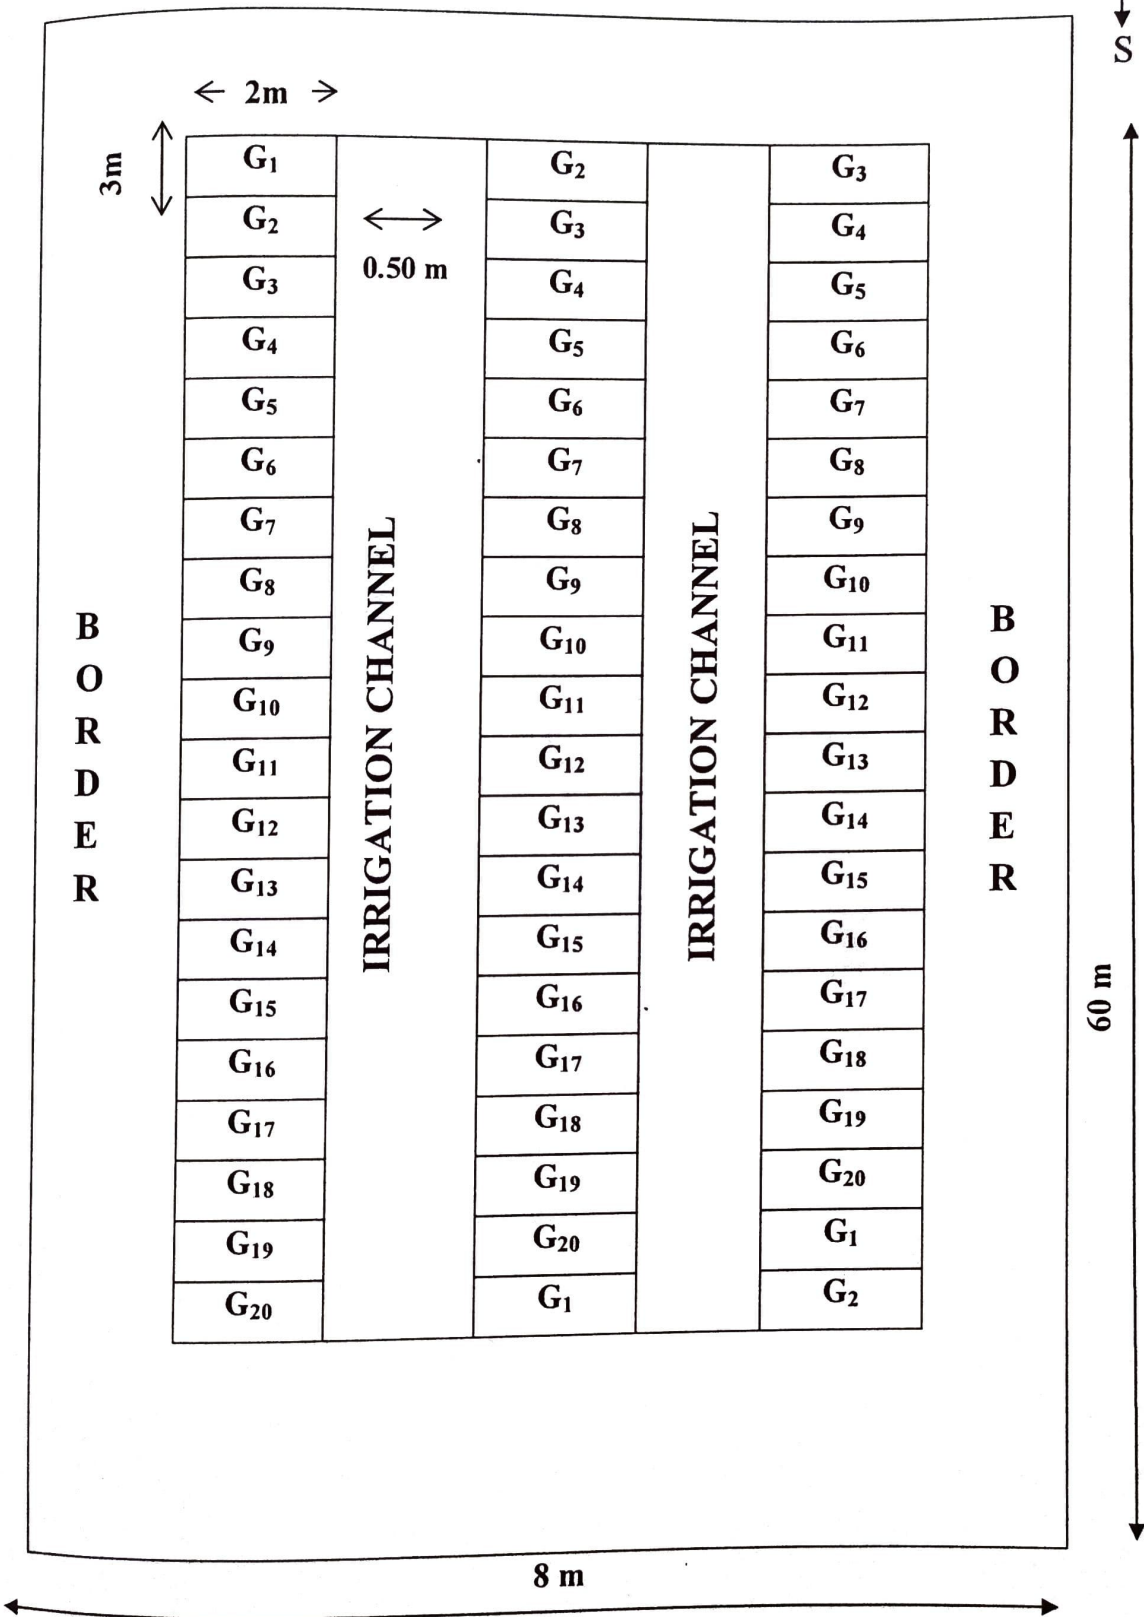 S
2m
3m
G1 G2 G3
G2 G3 G4
0.50 m
G3 G4 G5
G4 G5 G6
G5 G6 G7
G6 G7 G8
G7 G8 G9
G8 G9 G10
G9 G10 G11
G10 G11 G12
G11 G12 G13
G12 G13 G14
G13 G14 G15
G14 G15 G16
G15 G16 G17
G16 G17 G18
G17 G18 G19
G18 G19 G20
G19 G20 G1
G20 G1 G2
IRRIGATION CHANNEL
IRRIGATION CHANNEL
B
O
R
D
E
R
B
O
R
D
E
R
60 m
8 m